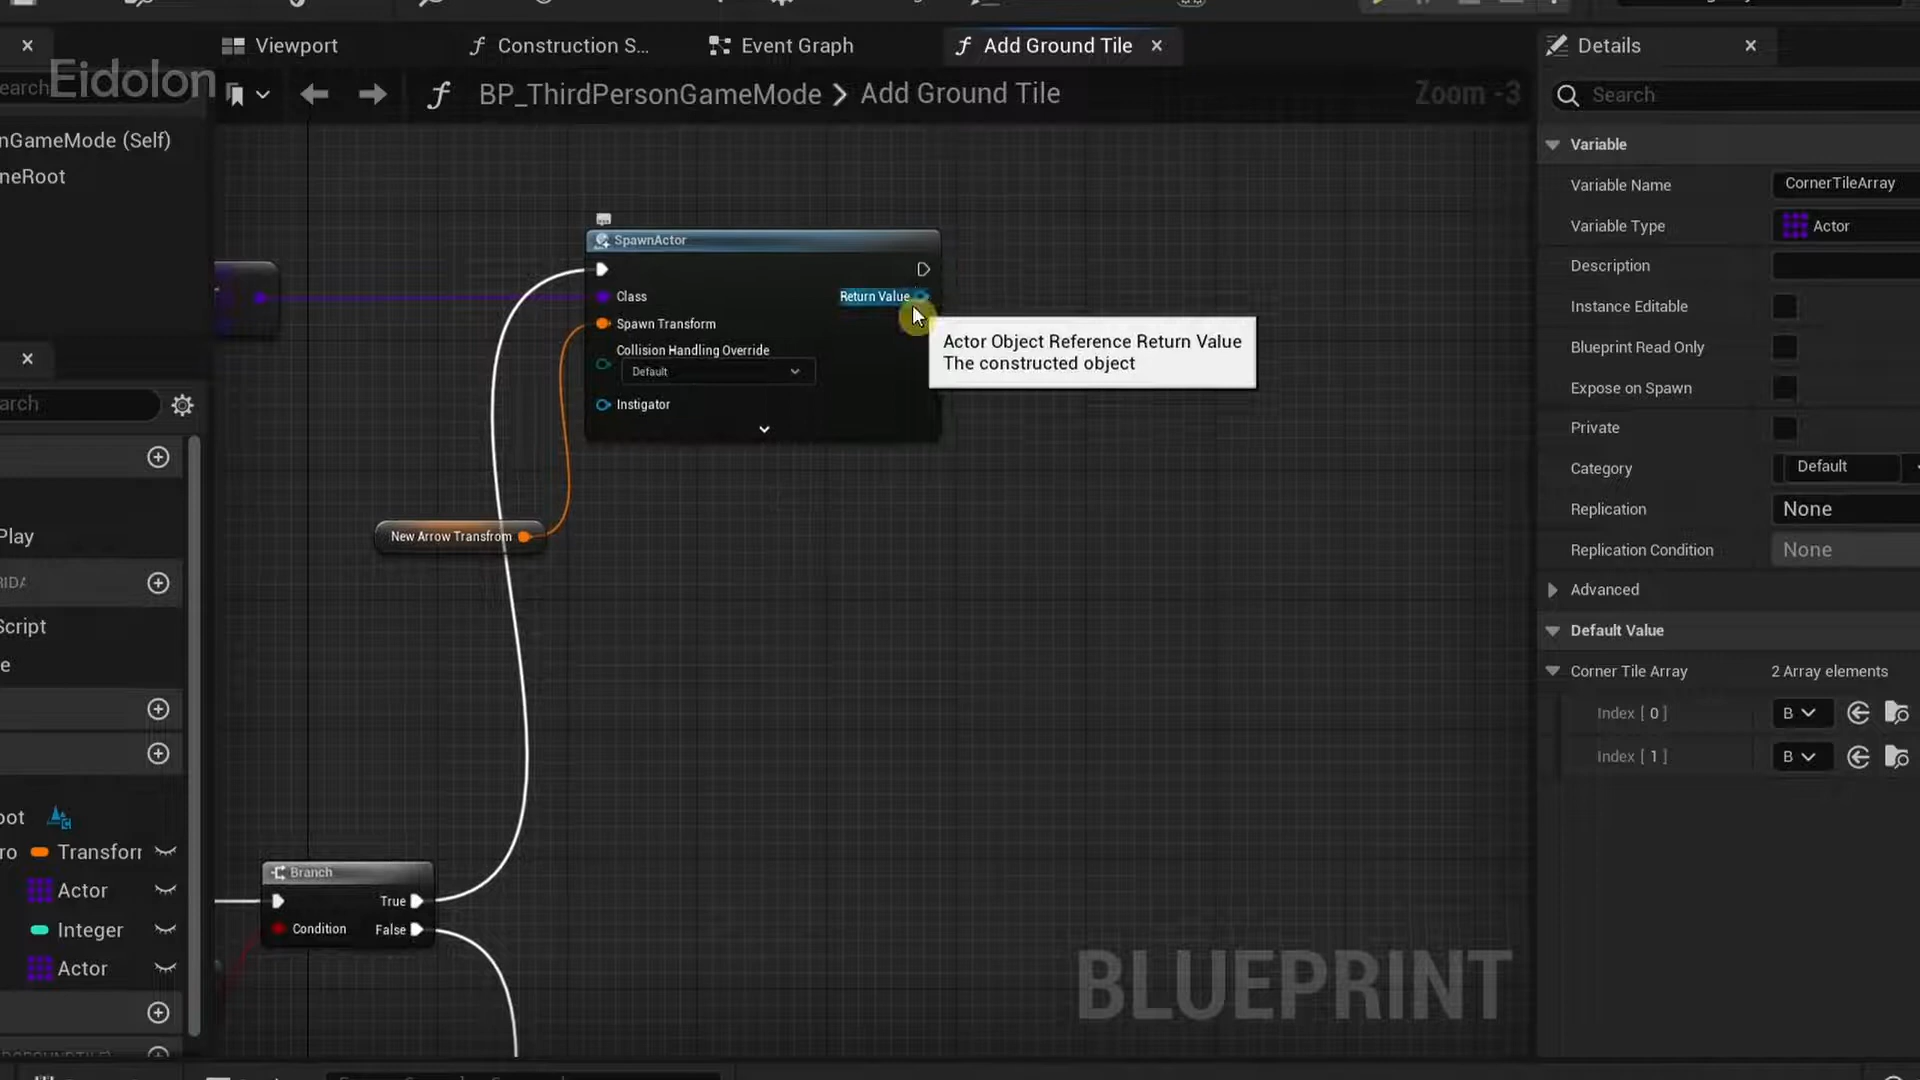 Viewport
Construction S...
Event Graph
Add Ground Tile
Details
Eidolon
earch
BP_ThirdPersonGameMode > Add Ground Tile
Zoom -3
Search
nGameMode (Self)
neRoot
Variable
Variable Name
CornerTileArray
Variable Type
Actor
Description
Instance Editable
Blueprint Read Only
Expose on Spawn
Private
Category
Default
Replication
None
Replication Condition
None
Advanced
Default Value
Corner Tile Array
2 Array elements
Index [ 0 ]
B
Index [ 1 ]
B
SpawnActor
Class
Return Value
Spawn Transform
Collision Handling Override
Default
Instigator
Actor Object Reference Return Value
The constructed object
New Arrow Transfrom
arch
Play
RIDA
Script
e
oot
ro
Transforr
Actor
Integer
Actor
Branch
True
Condition
False
BLUEPRINT